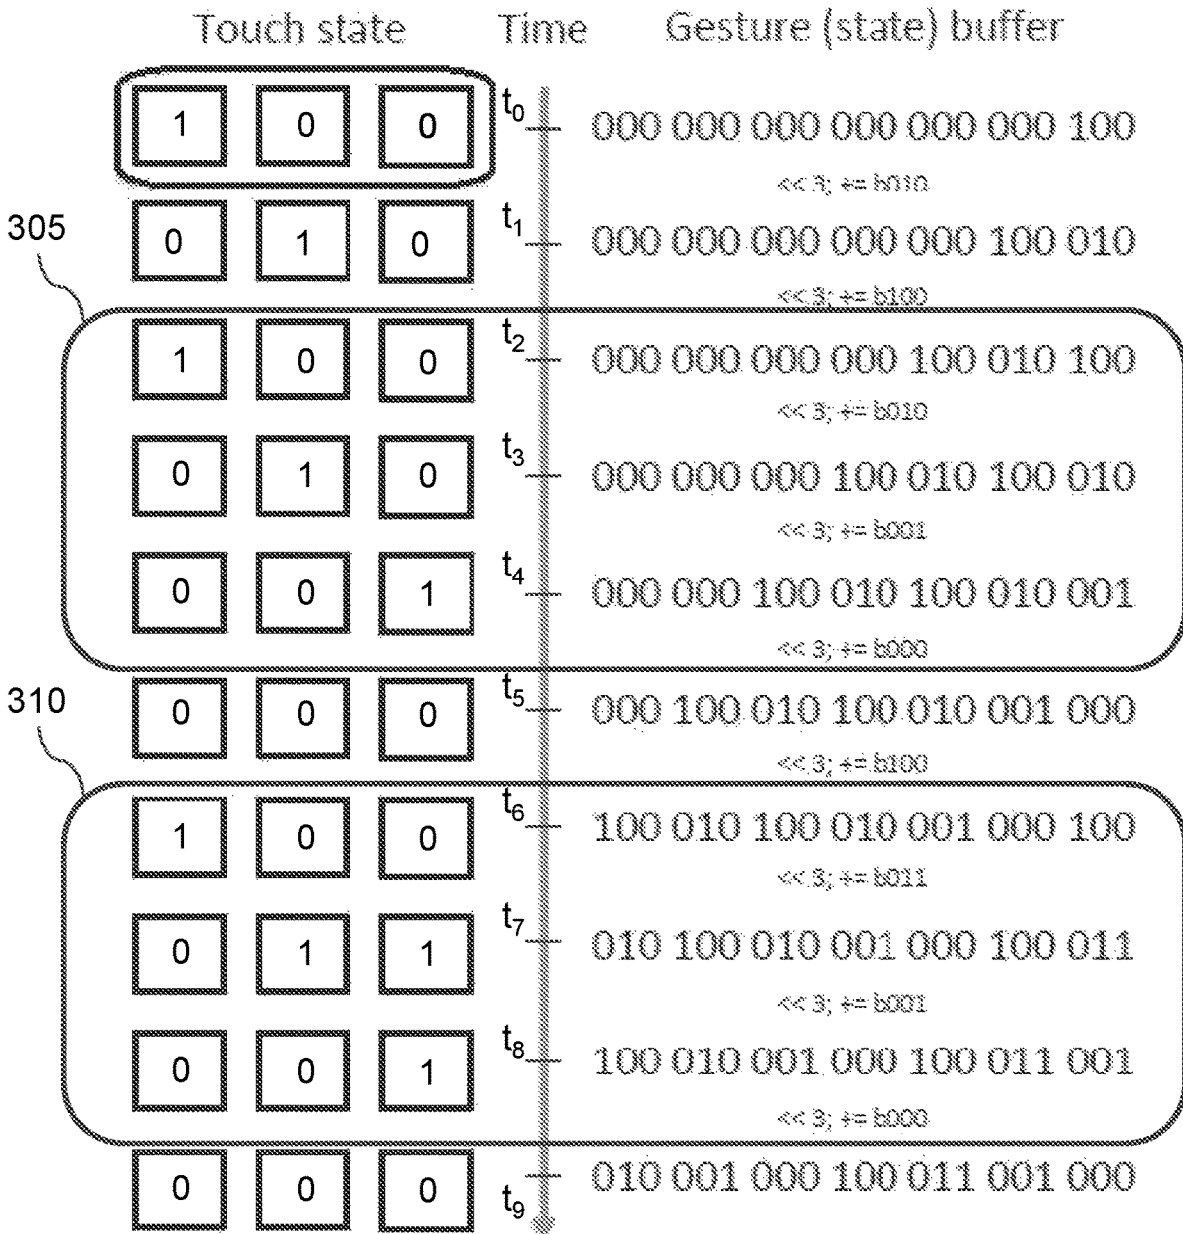 Touch state Time Gesture (state) buffer
1 0 0 t0 000 000 000 000 000 000 100
<< 3; += b010
305 0 1 0 t1 000 000 000 000 000 100 010
<< 3; += b100
1 0 0 t2 000 000 000 000 100 010 100
<< 3; += b010
0 1 0 t3 000 000 000 100 010 100 010
<< 3; += b001
0 0 1 t4 000 000 100 010 100 010 001
<< 3; += b000
310 0 0 0 t5 000 100 010 100 010 001 000
<< 3; += b100
1 0 0 t6 100 010 100 010 001 000 100
<< 3; += b011
0 1 1 t7 010 100 010 001 000 100 011
<< 3; += b001
0 0 1 t8 100 010 001 000 100 011 001
<< 3; += b000
0 0 0 t9 010 001 000 100 011 001 000